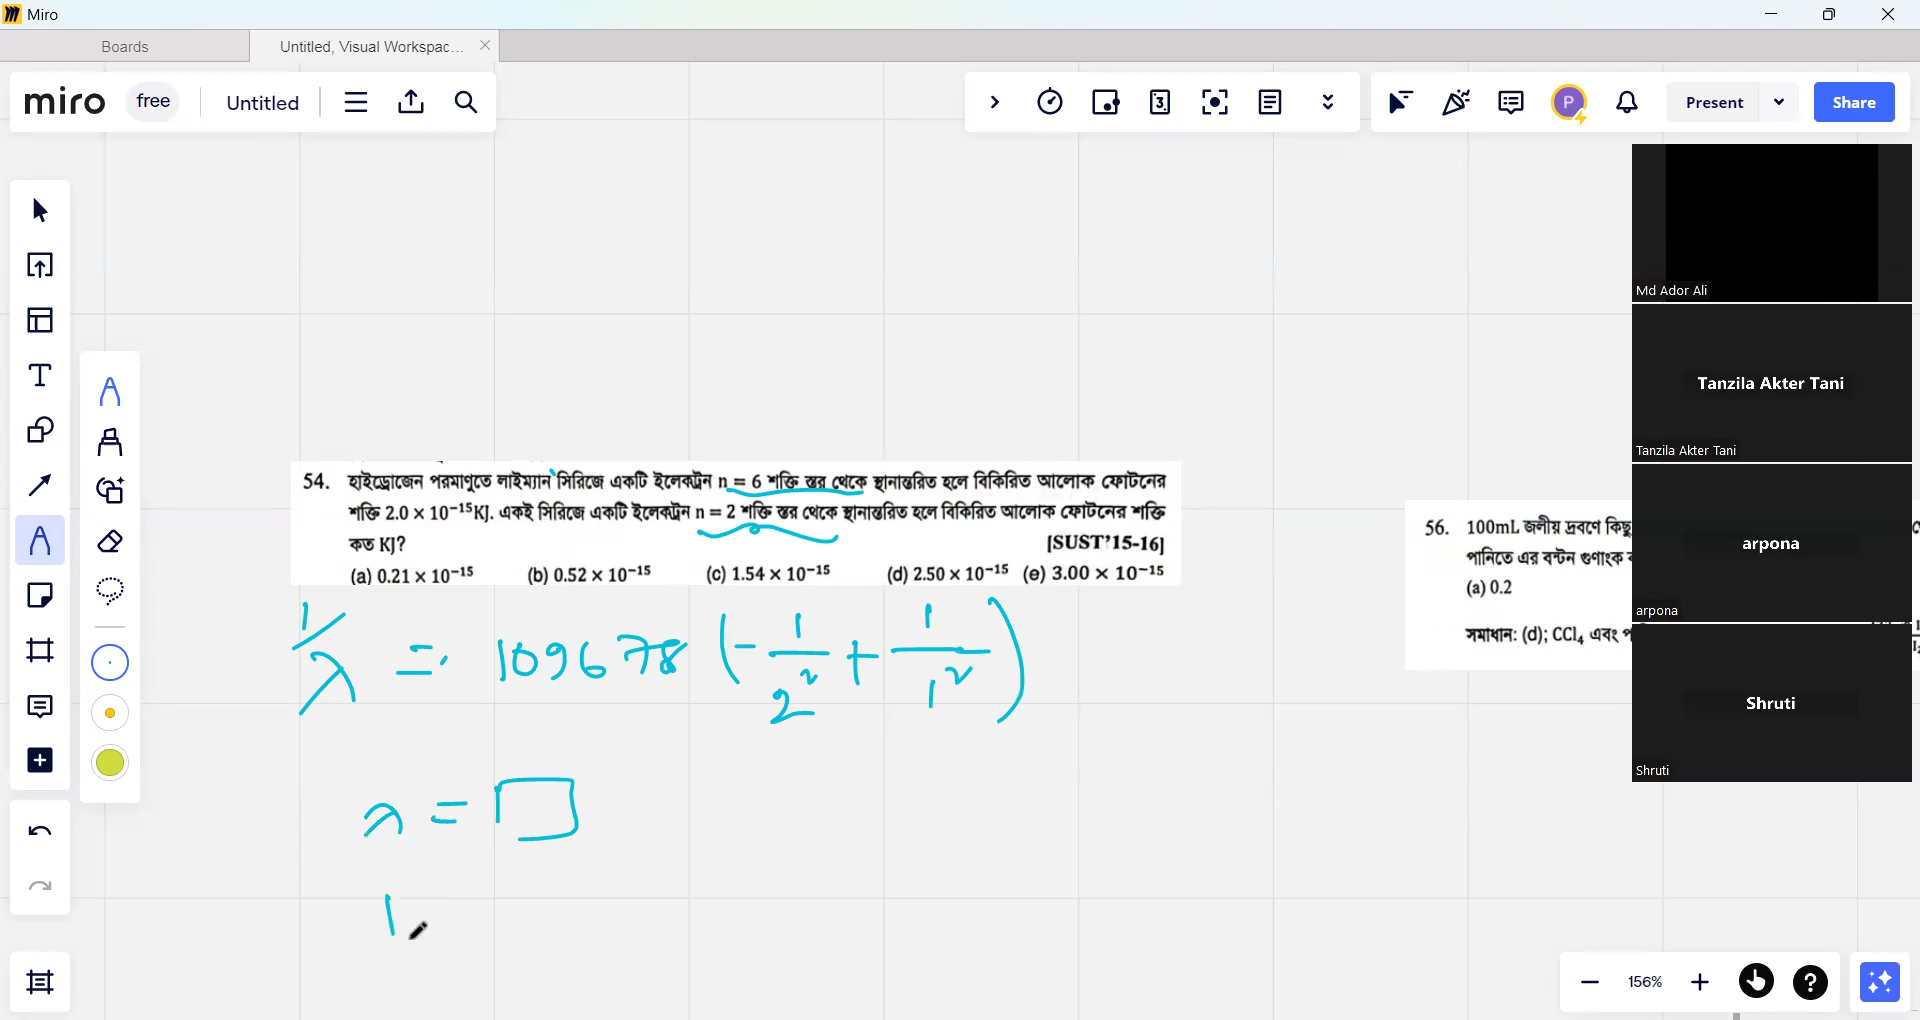 Miro
Boards
Untitled, Visual Workspac...
miro free Untitled
Present
Share
P
3
Md Ador Ali
Tanzila Akter Tani
Tanzila Akter Tani
arpona
arpona
Shruti
Shruti
54. হাইড্রোজেন পরমাণুতে লাইম্যান সিরিজে একটি ইলেকট্রন n = 6 শক্তি স্তর থেকে স্থানান্তরিত হলে বিকিরিত আলোক ফোটনের
শক্তি 2.0 × 10⁻¹⁵KJ. একই সিরিজে একটি ইলেকট্রন n = 2 শক্তি স্তর থেকে স্থানান্তরিত হলে বিকিরিত আলোক ফোটনের শক্তি
কত KJ? [SUST'15-16]
(a) 0.21 × 10⁻¹⁵ (b) 0.52 × 10⁻¹⁵ (c) 1.54 × 10⁻¹⁵ (d) 2.50 × 10⁻¹⁵ (e) 3.00 × 10⁻¹⁵
1/λ = 109678 (-1/2² + 1/1²)
λ =
56. 100mL জলীয় দ্রবণে কিছু
পানিতে এর বন্টন গুণাংক
(a) 0.2
সমাধান: (d); CCl₄ এবং
156%